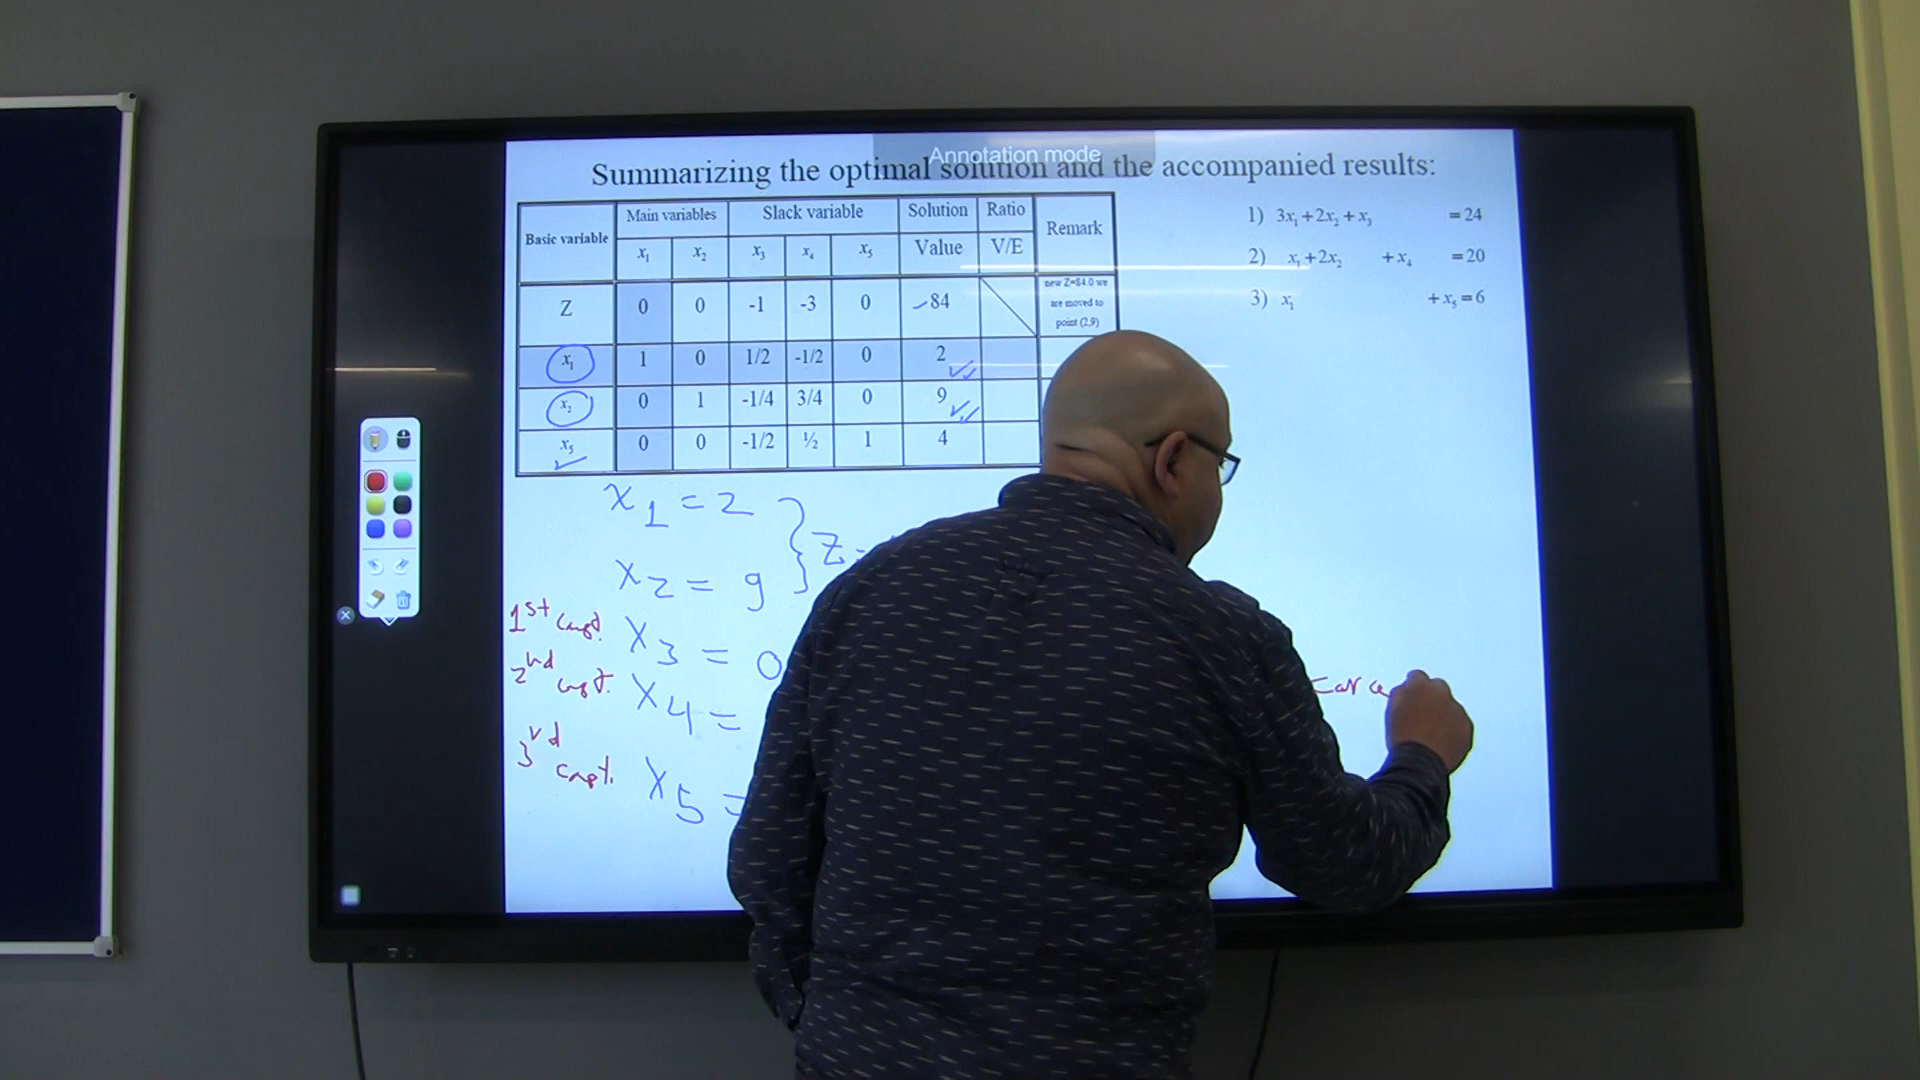 Annotation mode
Summarizing the optimal solution and the accompanied results:
Basic variable Main variables Slack variable Solution Ratio Remark
x₁ x₂ x₃ x₄ x₅ Value V/E
Z 0 0 -1 -3 0 -84 new Z=84.0 we are moved to point (2,9)
x₁ 1 0 1/2 -1/2 0 2
x₂ 0 1 -1/4 3/4 0 9
x₅ 0 0 -1/2 ½ 1 4
1) 3x₁+2x₂+x₃ =24
2) x₁+2x₂ +x₄ =20
3) x₁ +x₅=6
x₁ = 2
x₂ = 9
} Z =
1st x₃ = 0
2nd x₄ =
3rd x₅ =